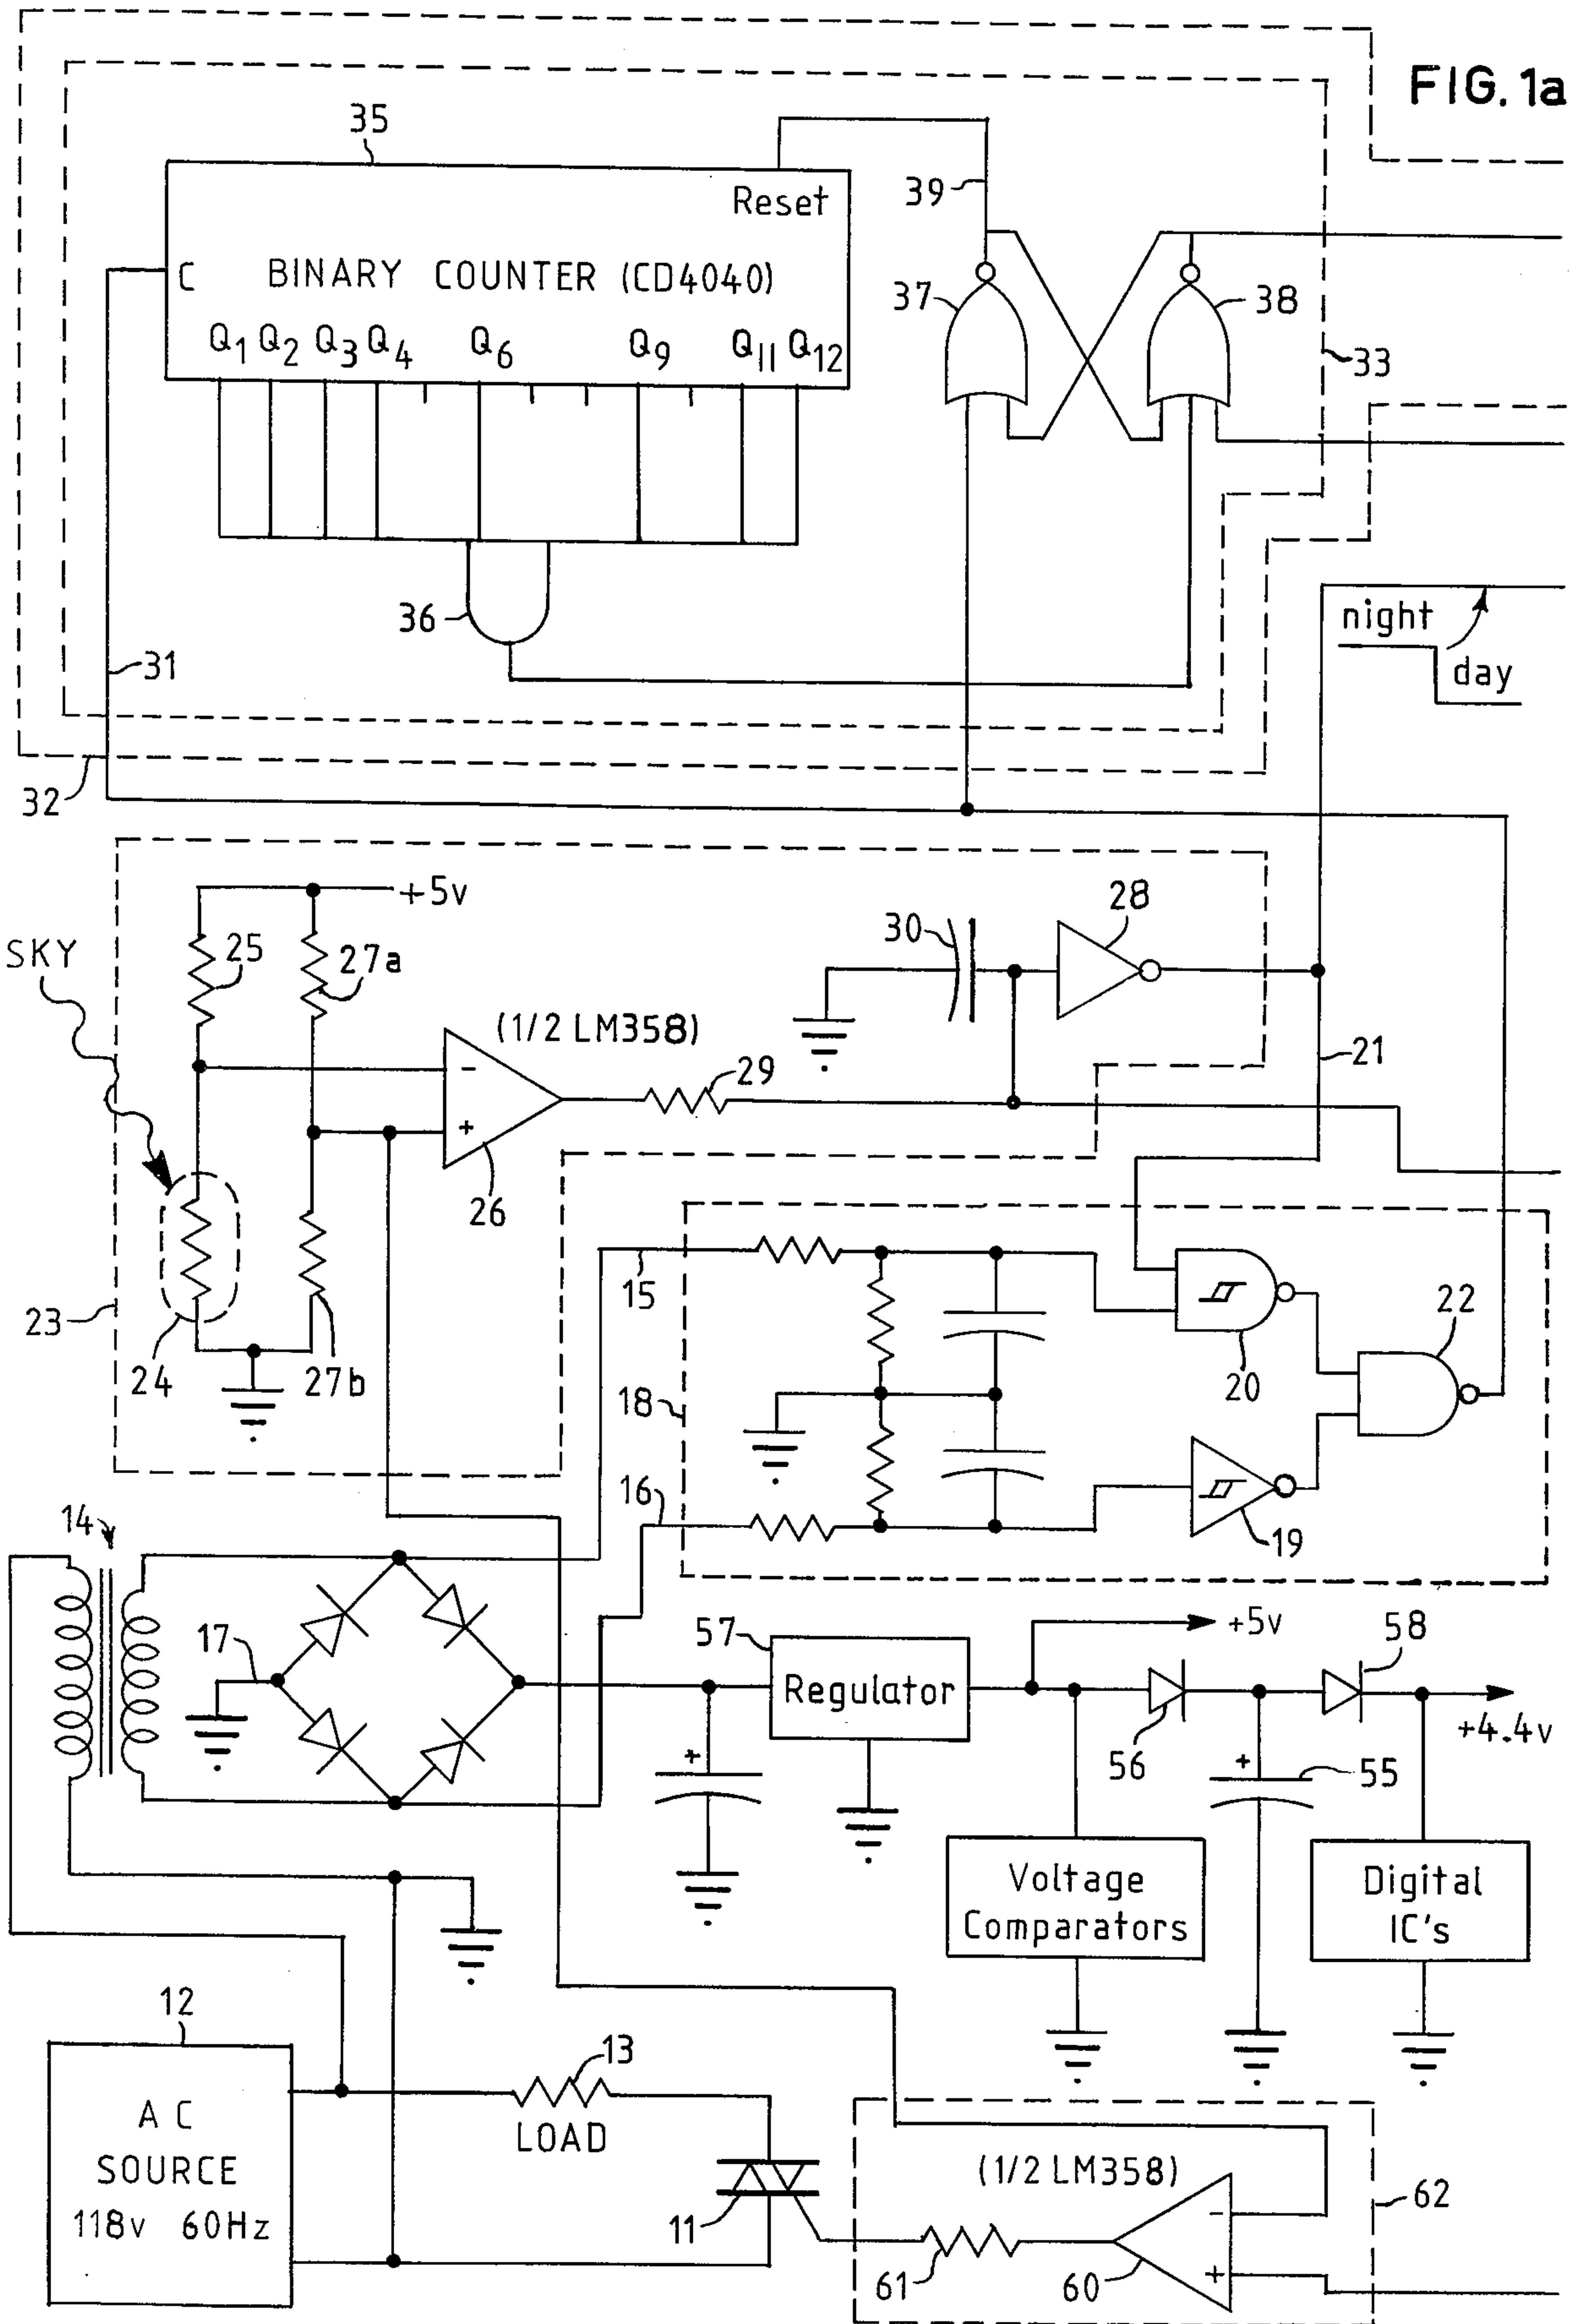 FIG. 1a
35
Reset
39
C
BINARY COUNTER (CD4040)
37
38
Q1 Q2 Q3 Q4 Q6 Q9 Q11 Q12
33
36
night
31
day
32
+5v
28
30
SKY
25
27a
(1/2 LM358)
29
21
-
+
26
15
22
23
24
27b
18
20
16
14
19
17
57
+5v
58
Regulator
+
56
+
55
+4.4v
Voltage
Comparators
Digital
IC's
12
13
AC
SOURCE
118v 60Hz
LOAD
(1/2 LM358)
62
11
-
61
60
+